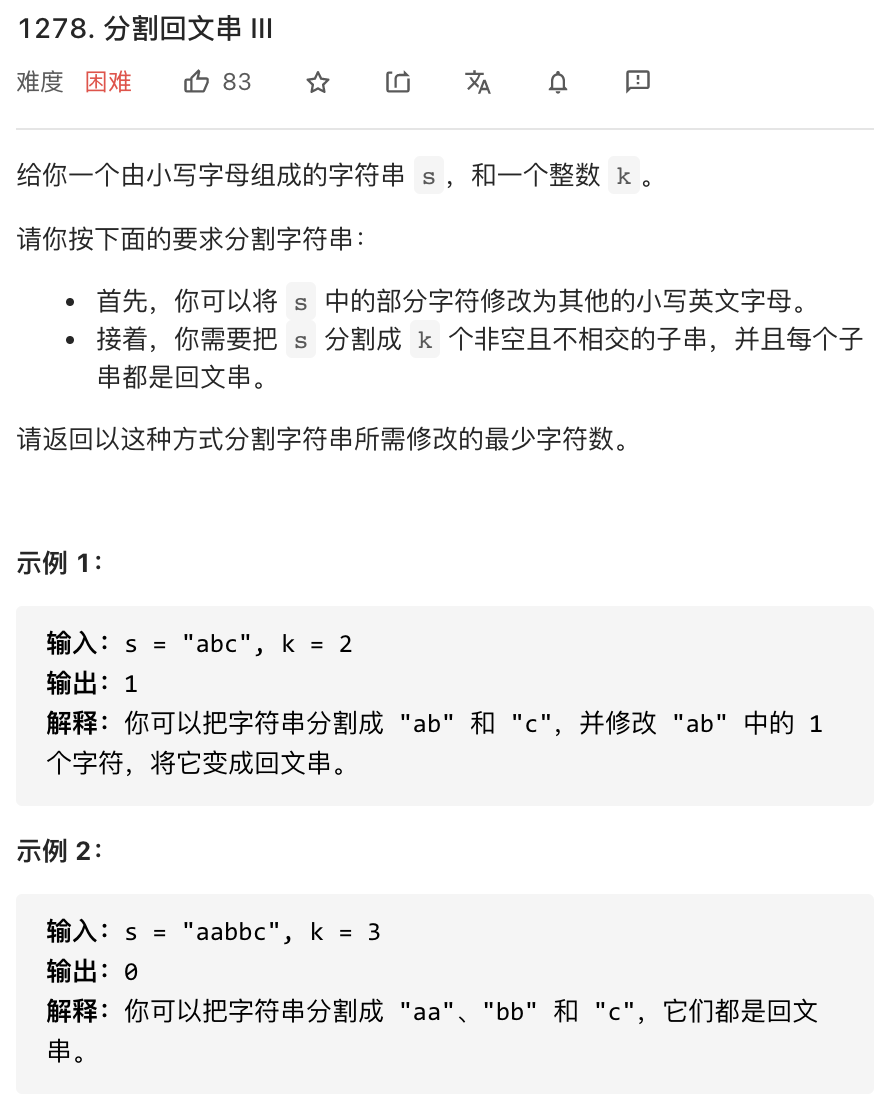 1278. 分割回文串 III
难度 困难 83
给你一个由小写字母组成的字符串 s，和一个整数 k。
请你按下面的要求分割字符串：
• 首先，你可以将 s 中的部分字符修改为其他的小写英文字母。
• 接着，你需要把 s 分割成 k 个非空且不相交的子串，并且每个子
串都是回文串。
请返回以这种方式分割字符串所需修改的最少字符数。
示例 1：
输入：s = "abc", k = 2
输出：1
解释：你可以把字符串分割成 "ab" 和 "c"，并修改 "ab" 中的 1
个字符，将它变成回文串。
示例 2：
输入：s = "aabbc", k = 3
输出：0
解释：你可以把字符串分割成 "aa"、"bb" 和 "c"，它们都是回文
串。